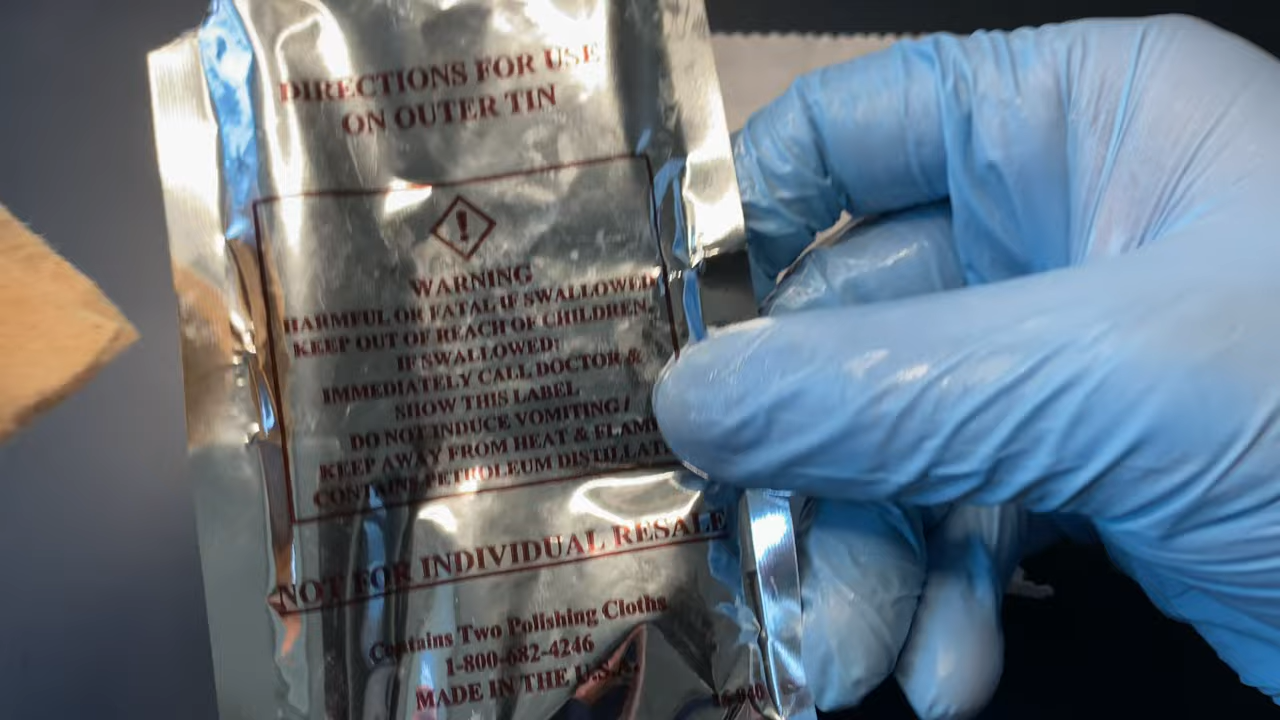 DIRECTIONS FOR USE
ON OUTER TIN
WARNING
HARMFUL OR FATAL IF SWALLOWED
KEEP OUT OF REACH OF CHILDREN.
IF SWALLOWED:
IMMEDIATELY CALL DOCTOR &
SHOW THIS LABEL
DO NOT INDUCE VOMITING /
KEEP AWAY FROM HEAT & FLAME
CONTAINS PETROLEUM DISTILLATE
NOT FOR INDIVIDUAL RESALE
Contains Two Polishing Cloths
1-800-682-4246
MADE IN THE U.S.A.